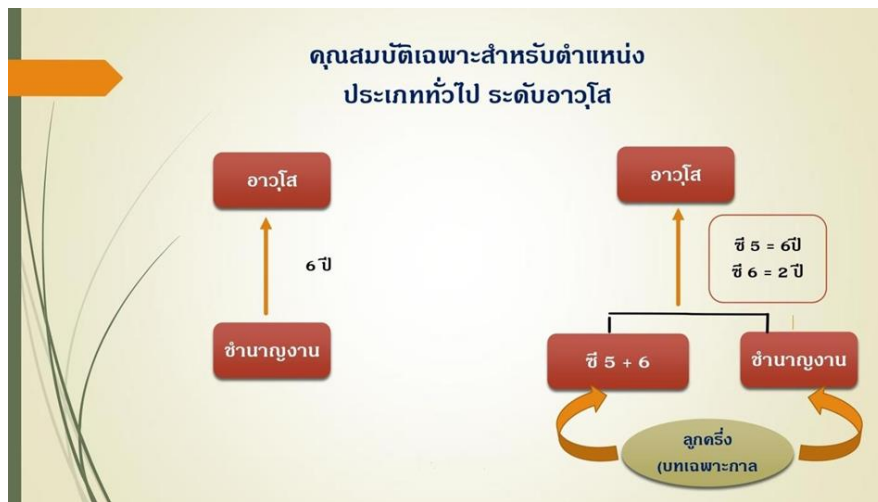 คุณสมบัติเฉพาะสำหรับตำแหน่ง
ประเภททั่วไป ระดับอาวุโส
อาวุโส
6 ปี
ชำนาญงาน
อาวุโส
ซี 5 = 6ปี
ซี 6 = 2 ปี
ซี 5 + 6
ชำนาญงาน
ลูกครึ่ง
(บทเฉพาะกาล